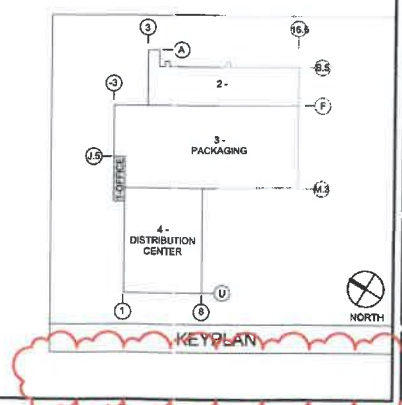 3
16.5
A
-3
2 -
B.5
F
3 -
PACKAGING
J.5
1-OFFICE
M.3
4 -
DISTRIBUTION
CENTER
U
1
8
NORTH
KEYPLAN